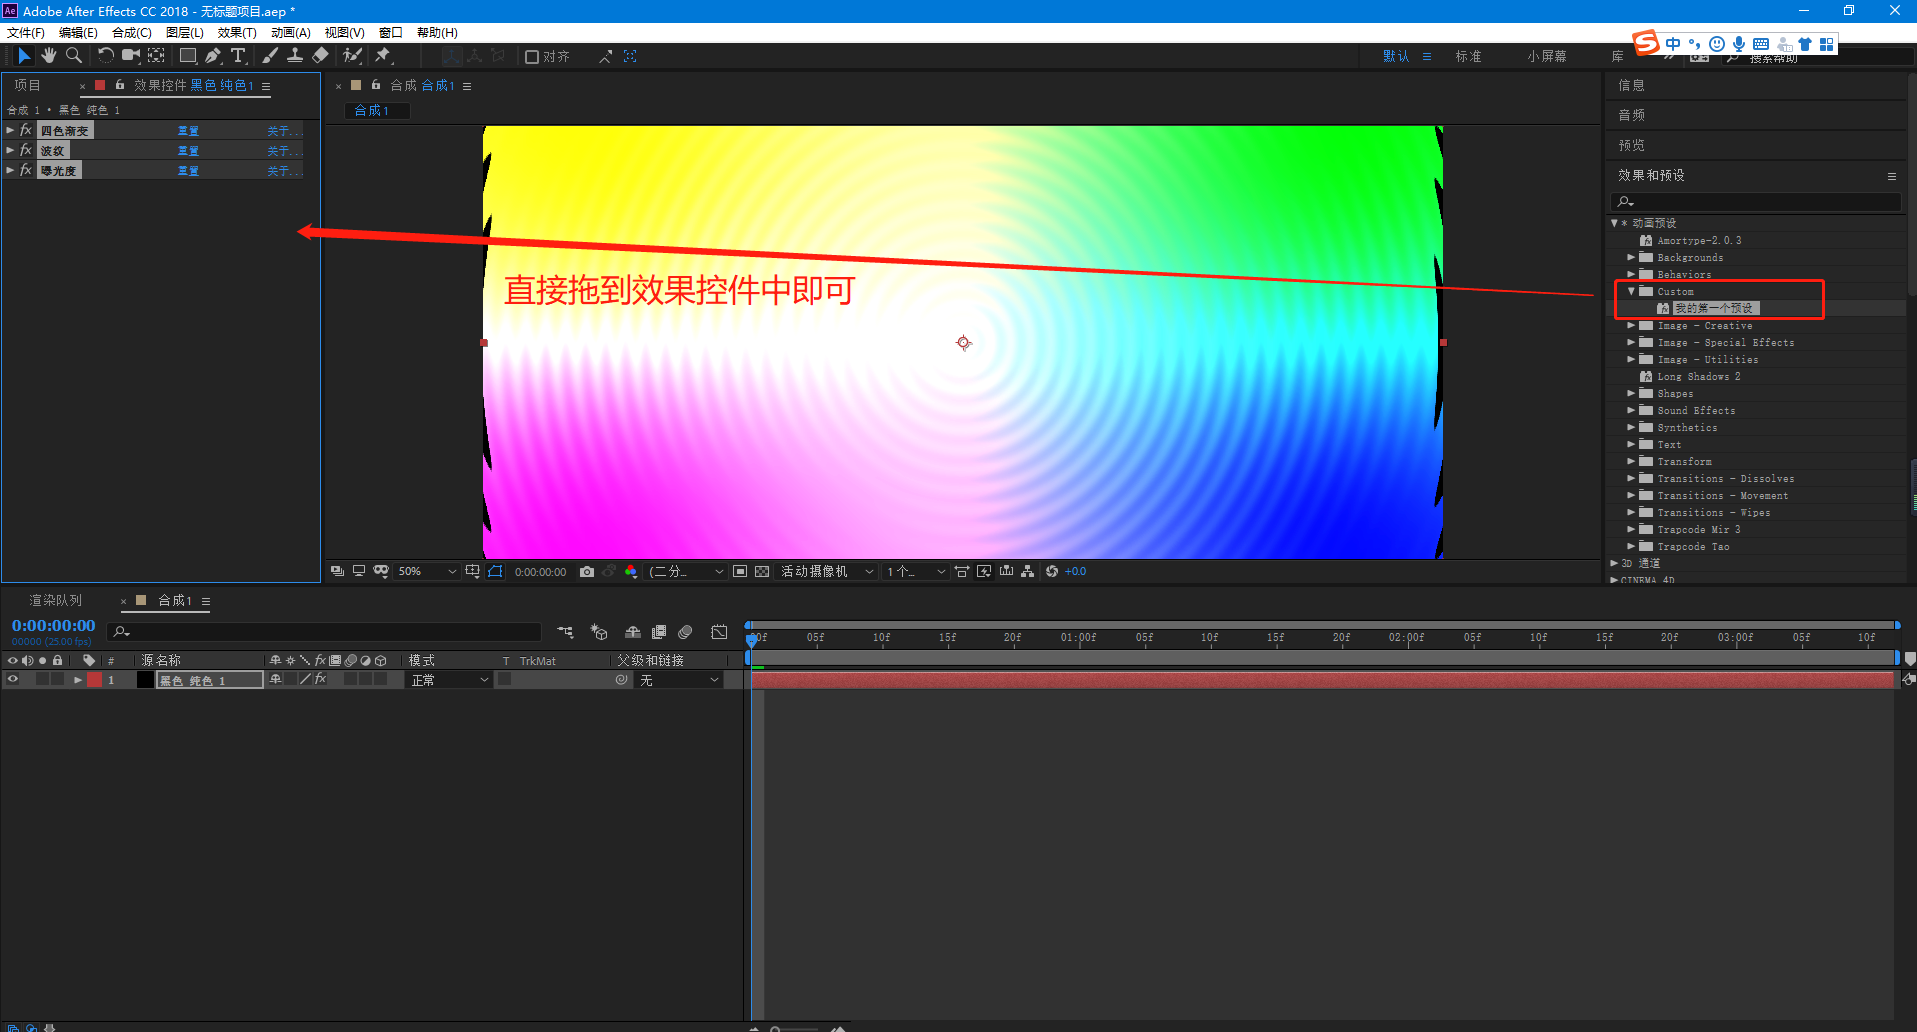 Ae Adobe After Effects CC 2018 - 无标题项目.aep *
文件(F) 编辑(E) 合成(C) 图层(L) 效果(T) 动画(A) 视图(V) 窗口 帮助(H)
对齐 默认 标准 小屏幕 库 搜索帮助
中
项目 效果控件 黑色 纯色 1
合成 1 • 黑色 纯色 1
fx 四色渐变 重置 关于...
fx 波纹 重置 关于...
fx 曝光度 重置 关于...
合成 合成1
合成1
直接拖到效果控件中即可
50% 0:00:00:00 (二分... 活动摄像机 1个... +0.0
信息
音频
预览
效果和预设
* 动画预设
Amortype-2.0.3
Backgrounds
Behaviors
Custom
我的第一个预设
Image - Creative
Image - Special Effects
Image - Utilities
Long Shadows 2
Shapes
Sound Effects
Synthetics
Text
Transform
Transitions - Dissolves
Transitions - Movement
Transitions - Wipes
Trapcode Mir 3
Trapcode Tao
3D 通道
CINEMA 4D
渲染队列 合成1
0:00:00:00
00000 (25.00 fps)
00f 05f 10f 15f 20f 01:00f 05f 10f 15f 20f 02:00f 05f 10f 15f 20f 03:00f 05f 10f
# 源名称 fx 模式 T TrkMat 父级和链接
1 黑色 纯色 1 fx 正常 无